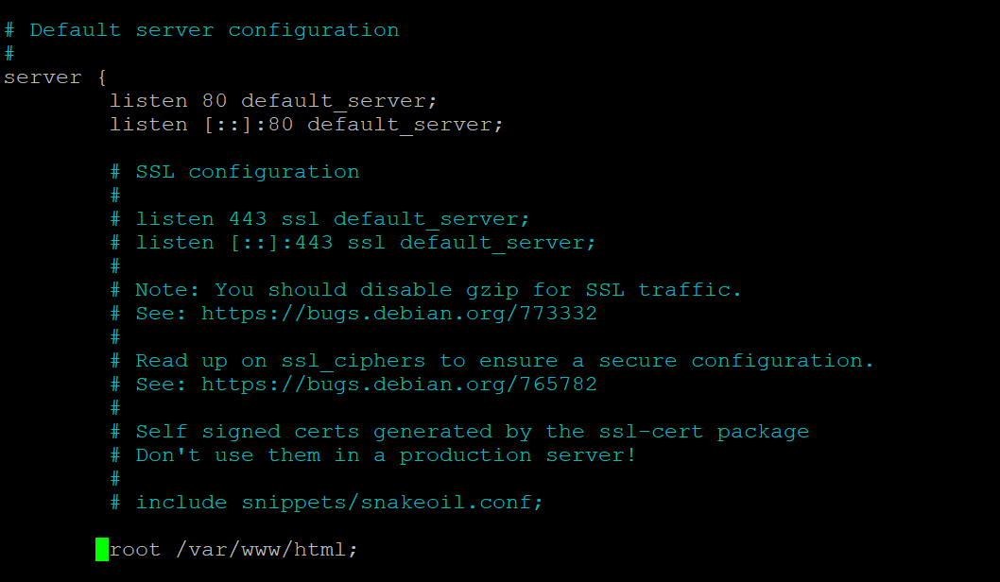 # Default server configuration
#
server {
        listen 80 default_server;
        listen [::]:80 default_server;

        # SSL configuration
        #
        # listen 443 ssl default_server;
        # listen [::]:443 ssl default_server;
        #
        # Note: You should disable gzip for SSL traffic.
        # See: https://bugs.debian.org/773332
        #
        # Read up on ssl_ciphers to ensure a secure configuration.
        # See: https://bugs.debian.org/765782
        #
        # Self signed certs generated by the ssl-cert package
        # Don't use them in a production server!
        #
        # include snippets/snakeoil.conf;

        root /var/www/html;